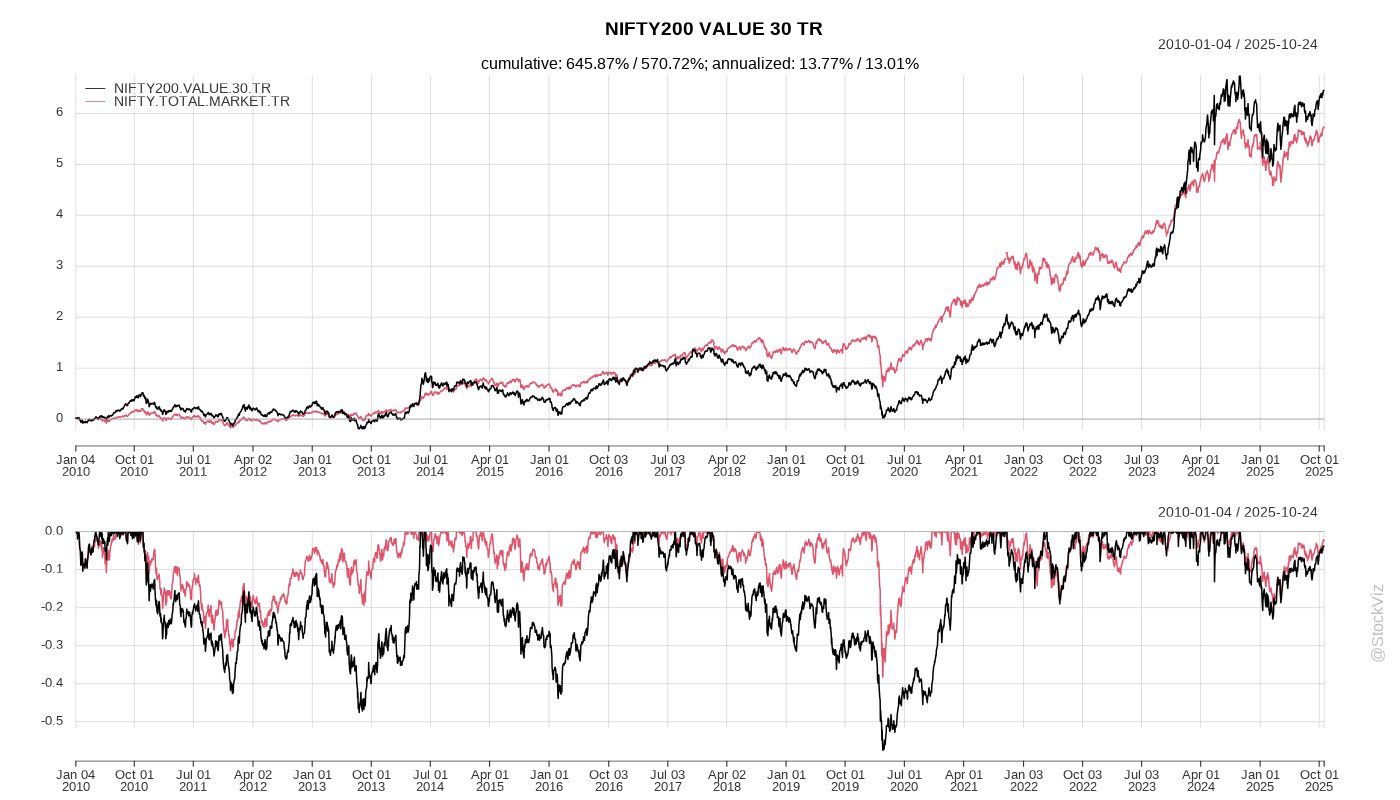 NIFTY200 VALUE 30 TR
2010-01-04 / 2025-10-24
cumulative: 645.87% / 570.72%; annualized: 13.77% / 13.01%
NIFTY200.VALUE.30.TR
NIFTY.TOTAL.MARKET.TR
6
5
4
3
2
1
0
Jan 04 Oct 01 Jul 01 Apr 02 Jan 01 Oct 01 Jul 01 Apr 01 Jan 01 Oct 03 Jul 03 Apr 02 Jan 01 Oct 01 Jul 01 Apr 01 Jan 03 Oct 03 Jul 03 Apr 01 Jan 01 Oct 01
2010 2010 2011 2012 2013 2013 2014 2015 2016 2016 2017 2018 2019 2019 2020 2021 2022 2022 2023 2024 2025 2025
2010-01-04 / 2025-10-24
0.0
-0.1
-0.2
-0.3
-0.4
-0.5
Jan 04 Oct 01 Jul 01 Apr 02 Jan 01 Oct 01 Jul 01 Apr 01 Jan 01 Oct 03 Jul 03 Apr 02 Jan 01 Oct 01 Jul 01 Apr 01 Jan 03 Oct 03 Jul 03 Apr 01 Jan 01 Oct 01
2010 2010 2011 2012 2013 2013 2014 2015 2016 2016 2017 2018 2019 2019 2020 2021 2022 2022 2023 2024 2025 2025
@StockViz